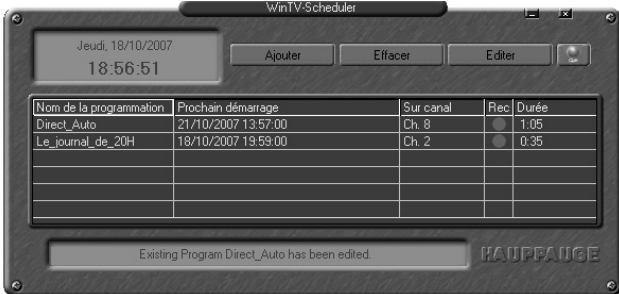 WinTV-Scheduler
Jeudi, 18/10/2007
18:56:51
Ajouter Effacer Editer
Nom de la programmation Prochain démarrage Sur canal Rec Durée
Direct_Auto 21/10/2007 13:57:00 Ch. 8 1:05
Le_journal_de_20H 18/10/2007 19:59:00 Ch. 2 0:35
Existing Program Direct_Auto has been edited.
HAUPPAUGE